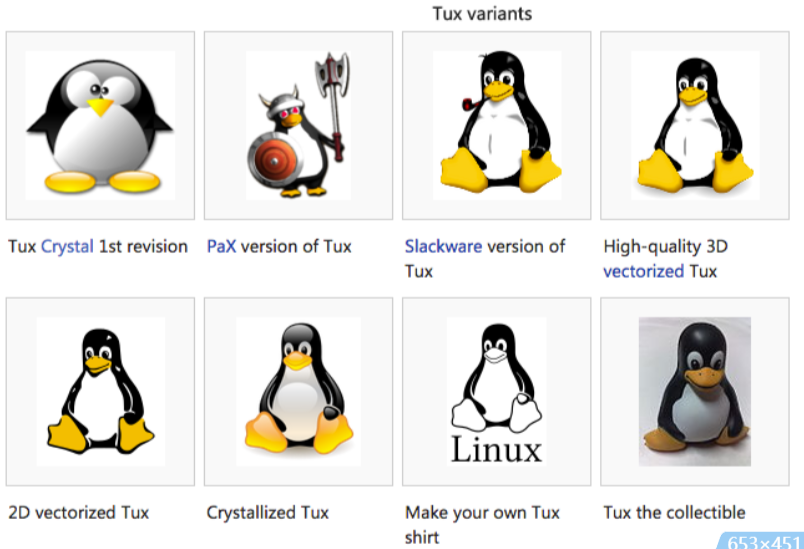 Tux variants
Tux Crystal 1st revision
PaX version of Tux
Slackware version of
Tux
High-quality 3D
vectorized Tux
Linux
2D vectorized Tux
Crystallized Tux
Make your own Tux
shirt
Tux the collectible
653×451